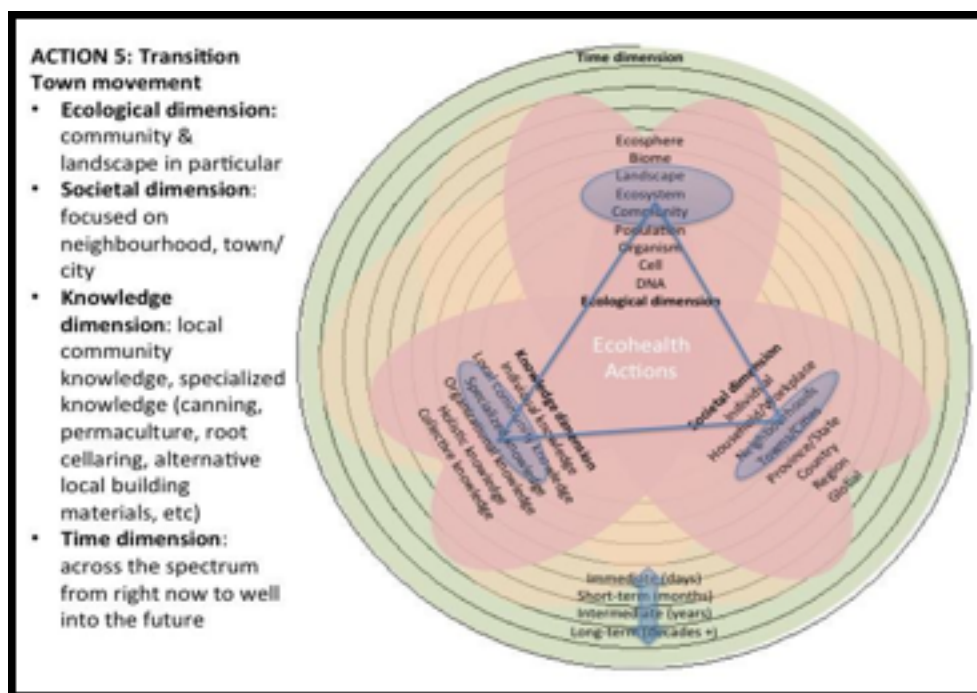 ACTION 5: Transition
Town movement
• Ecological dimension:
community &
landscape in particular
• Societal dimension:
focused on
neighbourhood, town/
city
• Knowledge
dimension: local
community
knowledge, specialized
knowledge (canning,
permaculture, root
cellaring, alternative
local building
materials, etc)
• Time dimension:
across the spectrum
from right now to well
into the future
Time dimension
Ecosphere
Biome
Landscape
Ecosystem
Community
Population
Organism
Cell
DNA
Ecological dimension
Ecohealth
Actions
Knowledge dimension
Individual knowledge
Local community knowledge
Specialized knowledge
Organizational knowledge
Holistic knowledge
Collective knowledge
Societal dimension
Individual
Household/workplace
Neighbourhoods
Towns/Cities
Province/State
Country
Region
Global
Immediate (days)
Short-term (months)
Intermediate (years)
Long-term (decades +)